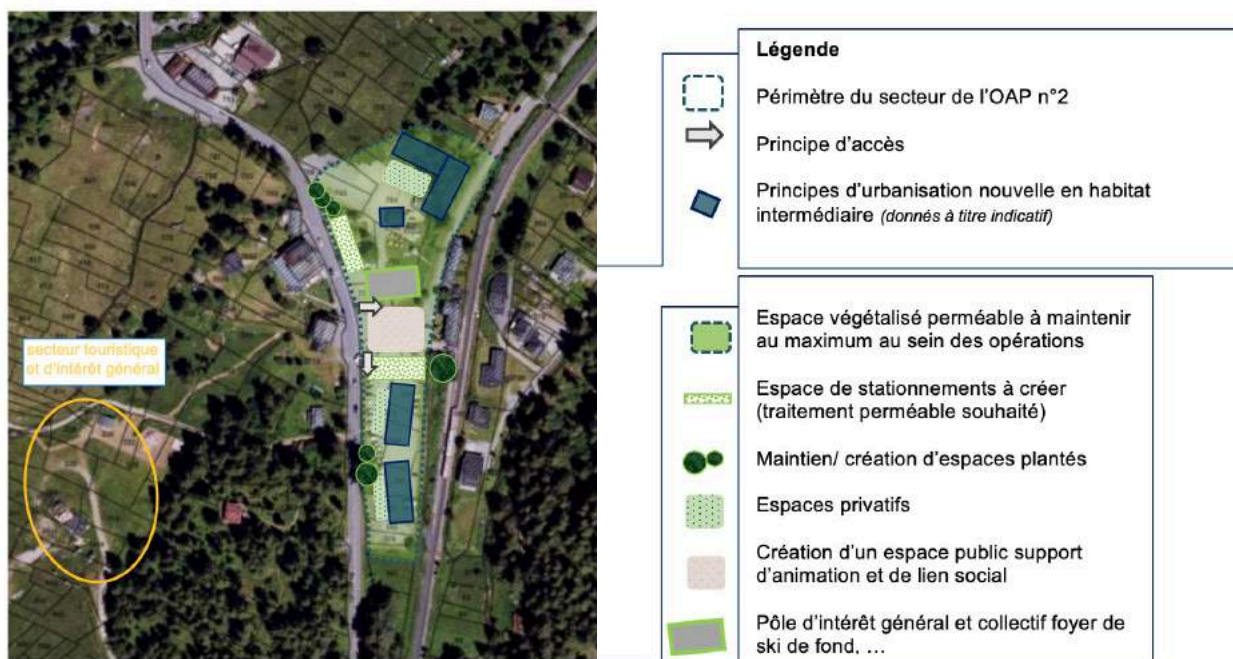 secteur touristique
et d'intérêt général
Légende
Périmètre du secteur de l'OAP n°2
Principe d'accès
Principes d'urbanisation nouvelle en habitat
intermédiaire (donnés à titre indicatif)
Espace végétalisé perméable à maintenir
au maximum au sein des opérations
Espace de stationnements à créer
(traitement perméable souhaité)
Maintien/ création d'espaces plantés
Espaces privatifs
Création d'un espace public support
d'animation et de lien social
Pôle d'intérêt général et collectif foyer de
ski de fond, …